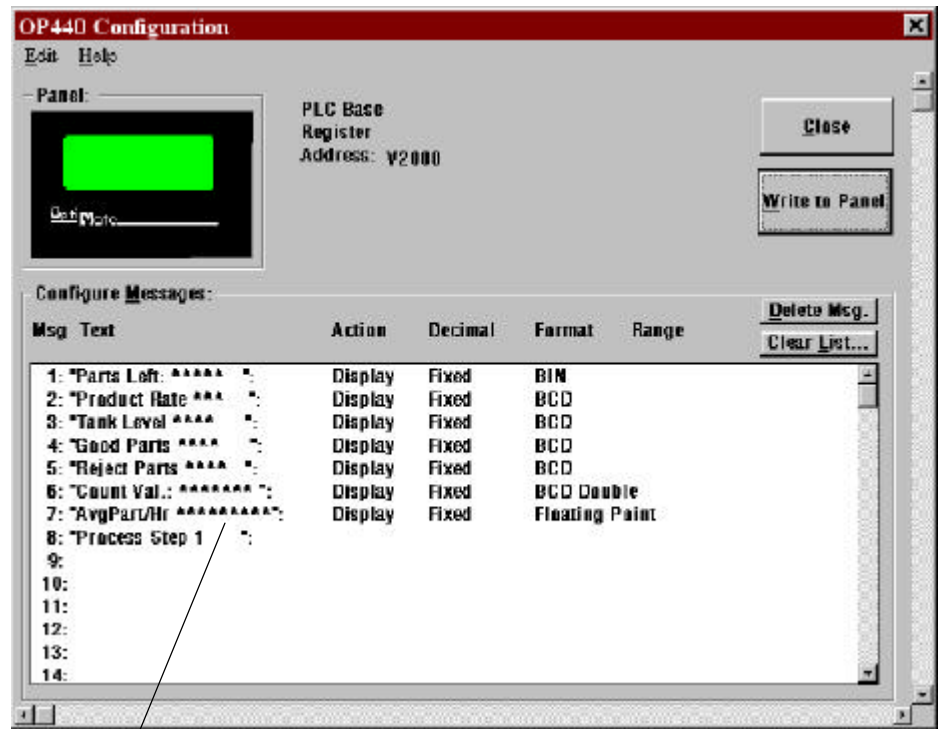 OP440 Configuration
Edit Help
Panel:
OptiMate
PLC Base
Register
Address: V2000
Close
Write to Panel
Configure Messages:
Delete Msg.
Clear List...
Msg Text Action Decimal Format Range
1: "Parts Left: ^^^^^ ": Display Fixed BIN
2: "Product Rate ^^^ ": Display Fixed BCD
3: "Tank Level ^^^^ ": Display Fixed BCD
4: "Good Parts ^^^^ ": Display Fixed BCD
5: "Reject Parts ^^^^ ": Display Fixed BCD
6: "Count Val.: ^^^^^^^ ": Display Fixed BCD Double
7: "AvgPart/Hr ^^^^^^^^^": Display Fixed Floating Point
8: "Process Step 1 ":
9:
10:
11:
12:
13:
14: